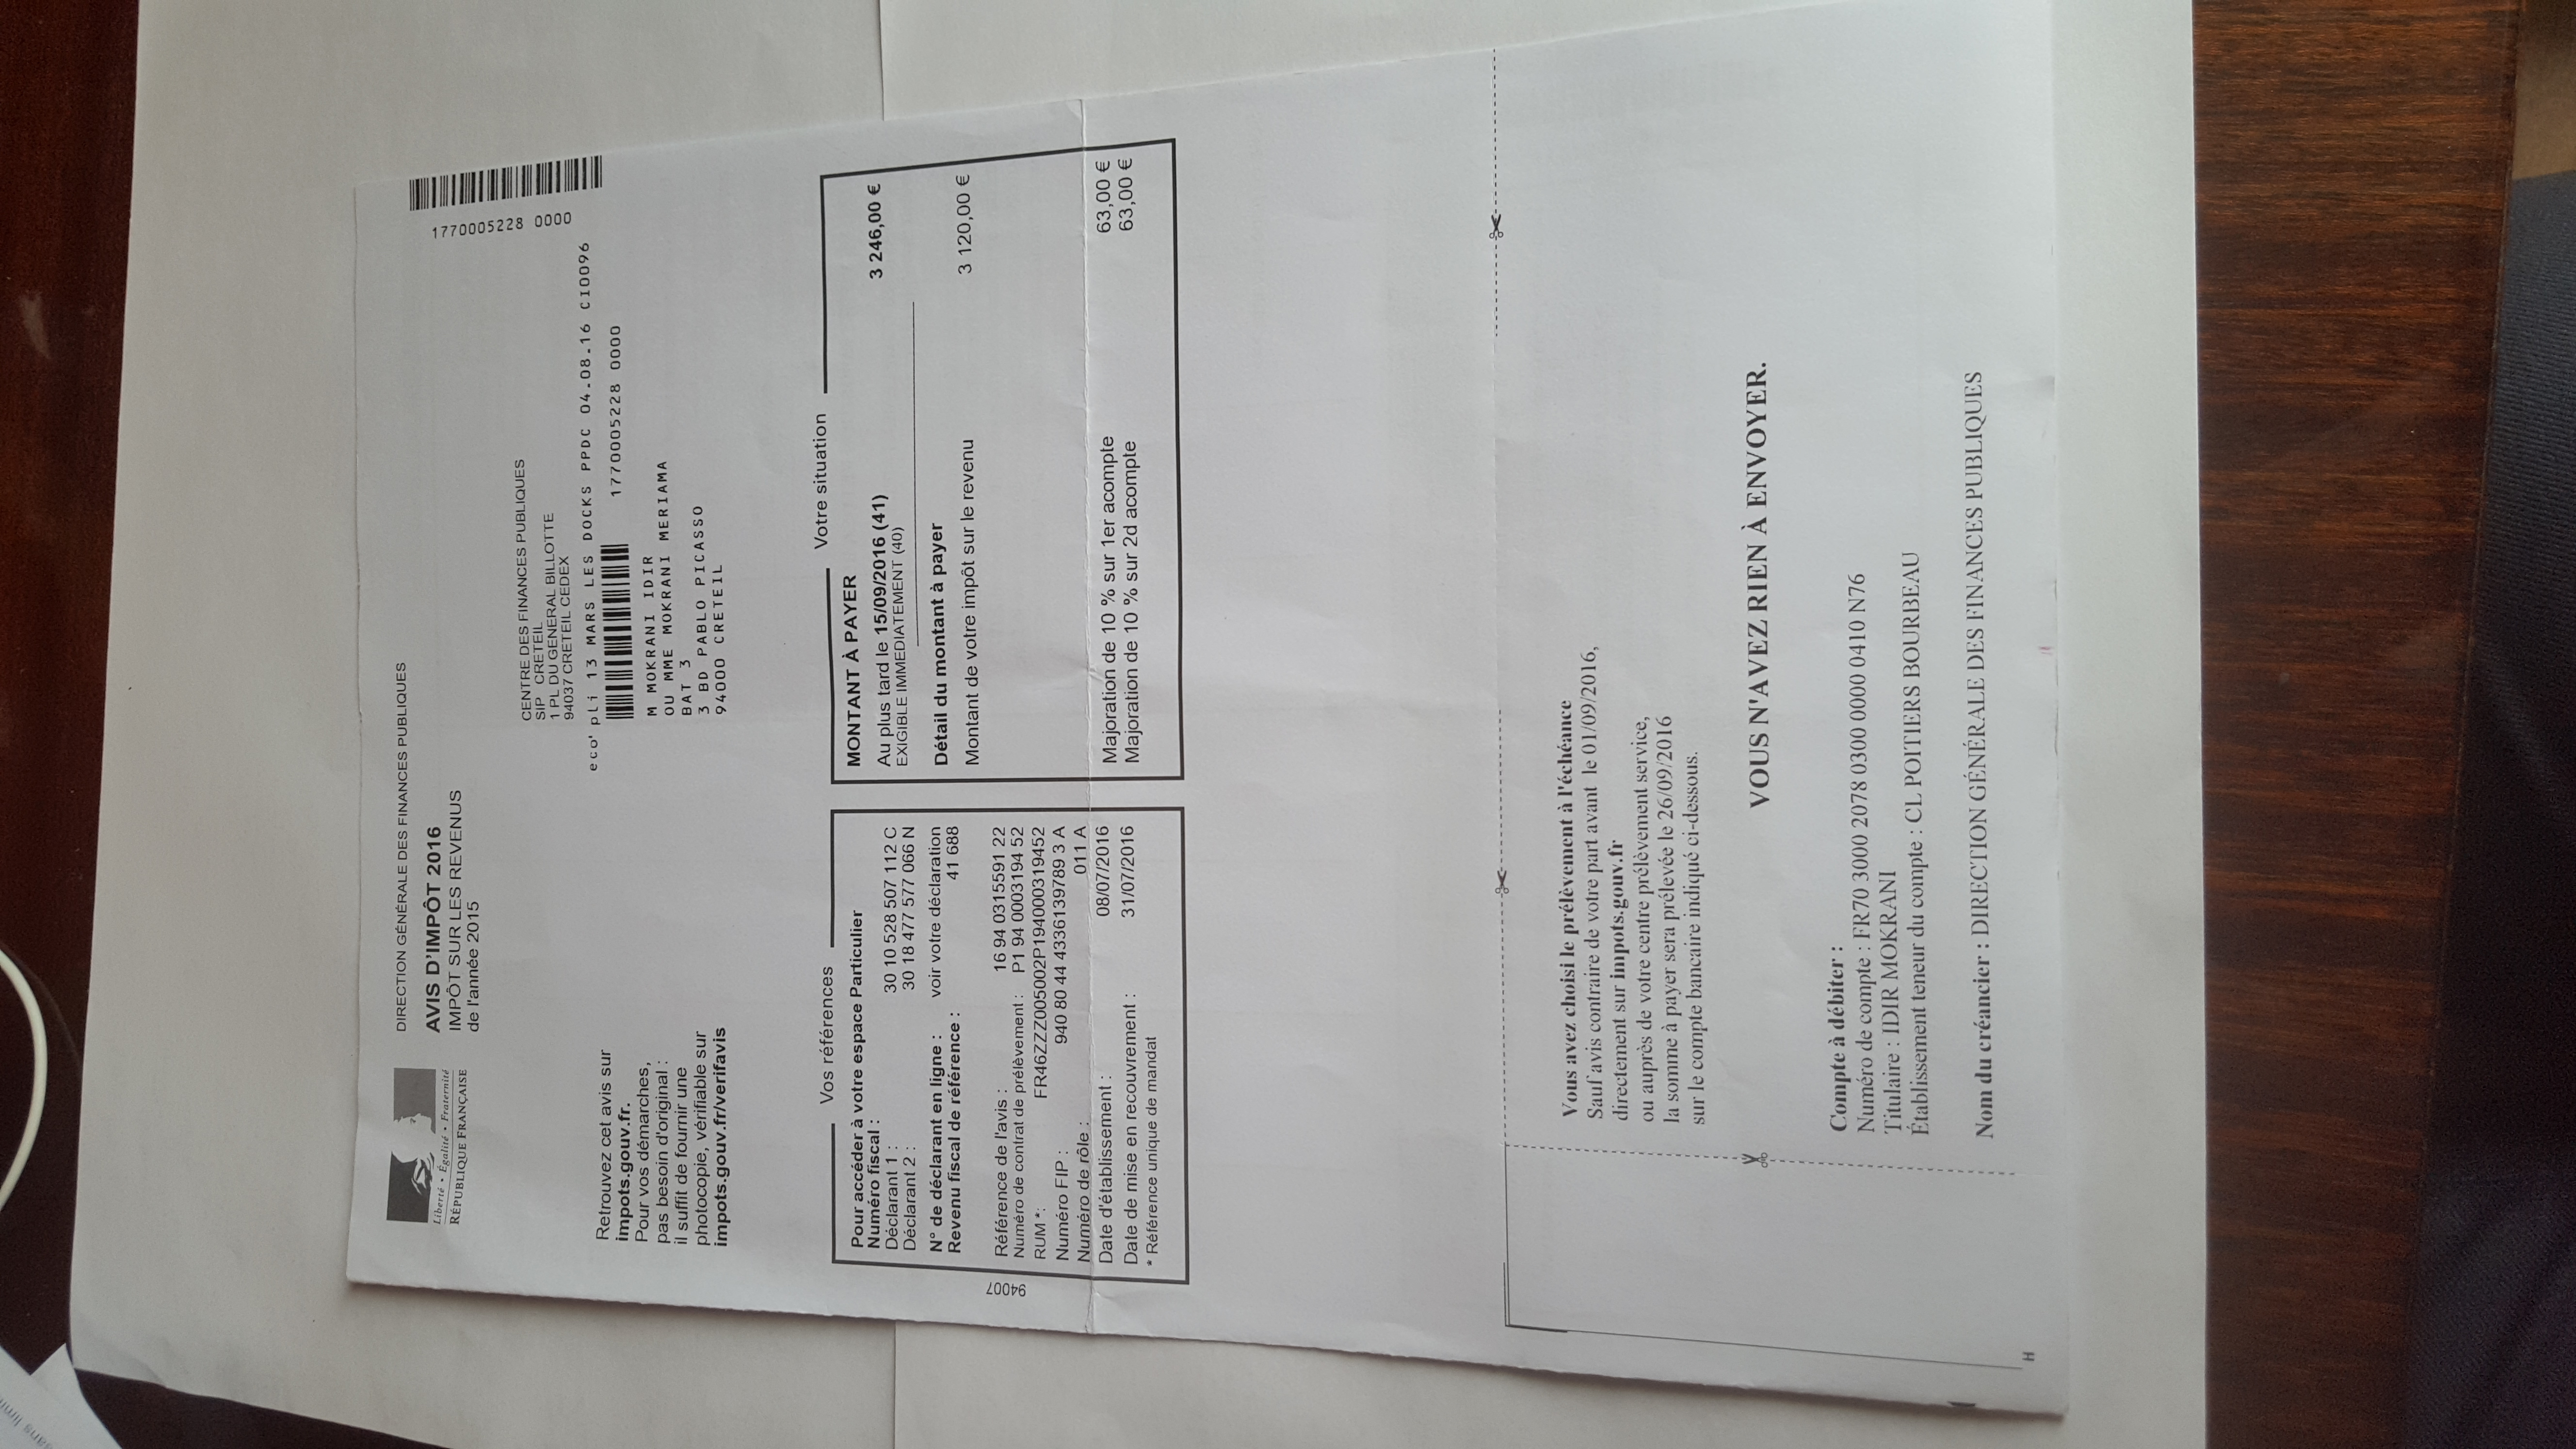 sans limi
Liberté • Égalité • Fraternité
RÉPUBLIQUE FRANÇAISE
DIRECTION GÉNÉRALE DES FINANCES PUBLIQUES
AVIS D'IMPÔT 2016
IMPÔT SUR LES REVENUS
de l'année 2015
1770005228 0000
CENTRE DES FINANCES PUBLIQUES
SIP CRETEIL
1 PL DU GENERAL BILLOTTE
94037 CRETEIL CEDEX
eco' pli 13 MARS LES DOCKS PPDC 04.08.16 CI0096
1770005228 0000
M MOKRANI IDIR
OU MME MOKRANI MERIAMA
BAT 3
3 BD PABLO PICASSO
94000 CRETEIL
Retrouvez cet avis sur
impots.gouv.fr.
Pour vos démarches,
pas besoin d'original :
il suffit de fournir une
photocopie, vérifiable sur
impots.gouv.fr/verifavis
Vos références
Pour accéder à votre espace Particulier
Numéro fiscal :
Déclarant 1 : 30 10 528 507 112 C
Déclarant 2 : 30 18 477 577 066 N
N° de déclarant en ligne : voir votre déclaration
Revenu fiscal de référence : 41 688
Référence de l'avis : 16 94 0315591 22
Numéro de contrat de prélèvement : P1 94 0003194 52
RUM *: FR46ZZZ005002P194000319452
Numéro FIP : 940 80 44 4336139789 3 A
Numéro de rôle : 011 A
Date d'établissement : 08/07/2016
Date de mise en recouvrement : 31/07/2016
* Référence unique de mandat
94007
Votre situation
MONTANT À PAYER
Au plus tard le 15/09/2016 (41) 3 246,00 €
EXIGIBLE IMMEDIATEMENT (40)
Détail du montant à payer
Montant de votre impôt sur le revenu 3 120,00 €
Majoration de 10 % sur 1er acompte 63,00 €
Majoration de 10 % sur 2d acompte 63,00 €
Vous avez choisi le prélèvement à l'échéance
Sauf avis contraire de votre part avant le 01/09/2016,
directement sur impots.gouv.fr
ou auprès de votre centre prélèvement service,
la somme à payer sera prélevée le 26/09/2016
sur le compte bancaire indiqué ci-dessous.
VOUS N'AVEZ RIEN À ENVOYER.
Compte à débiter :
Numéro de compte : FR70 3000 2078 0300 0000 0410 N76
Titulaire : IDIR MOKRANI
Établissement teneur du compte : CL POITIERS BOURBEAU
Nom du créancier : DIRECTION GÉNÉRALE DES FINANCES PUBLIQUES
H